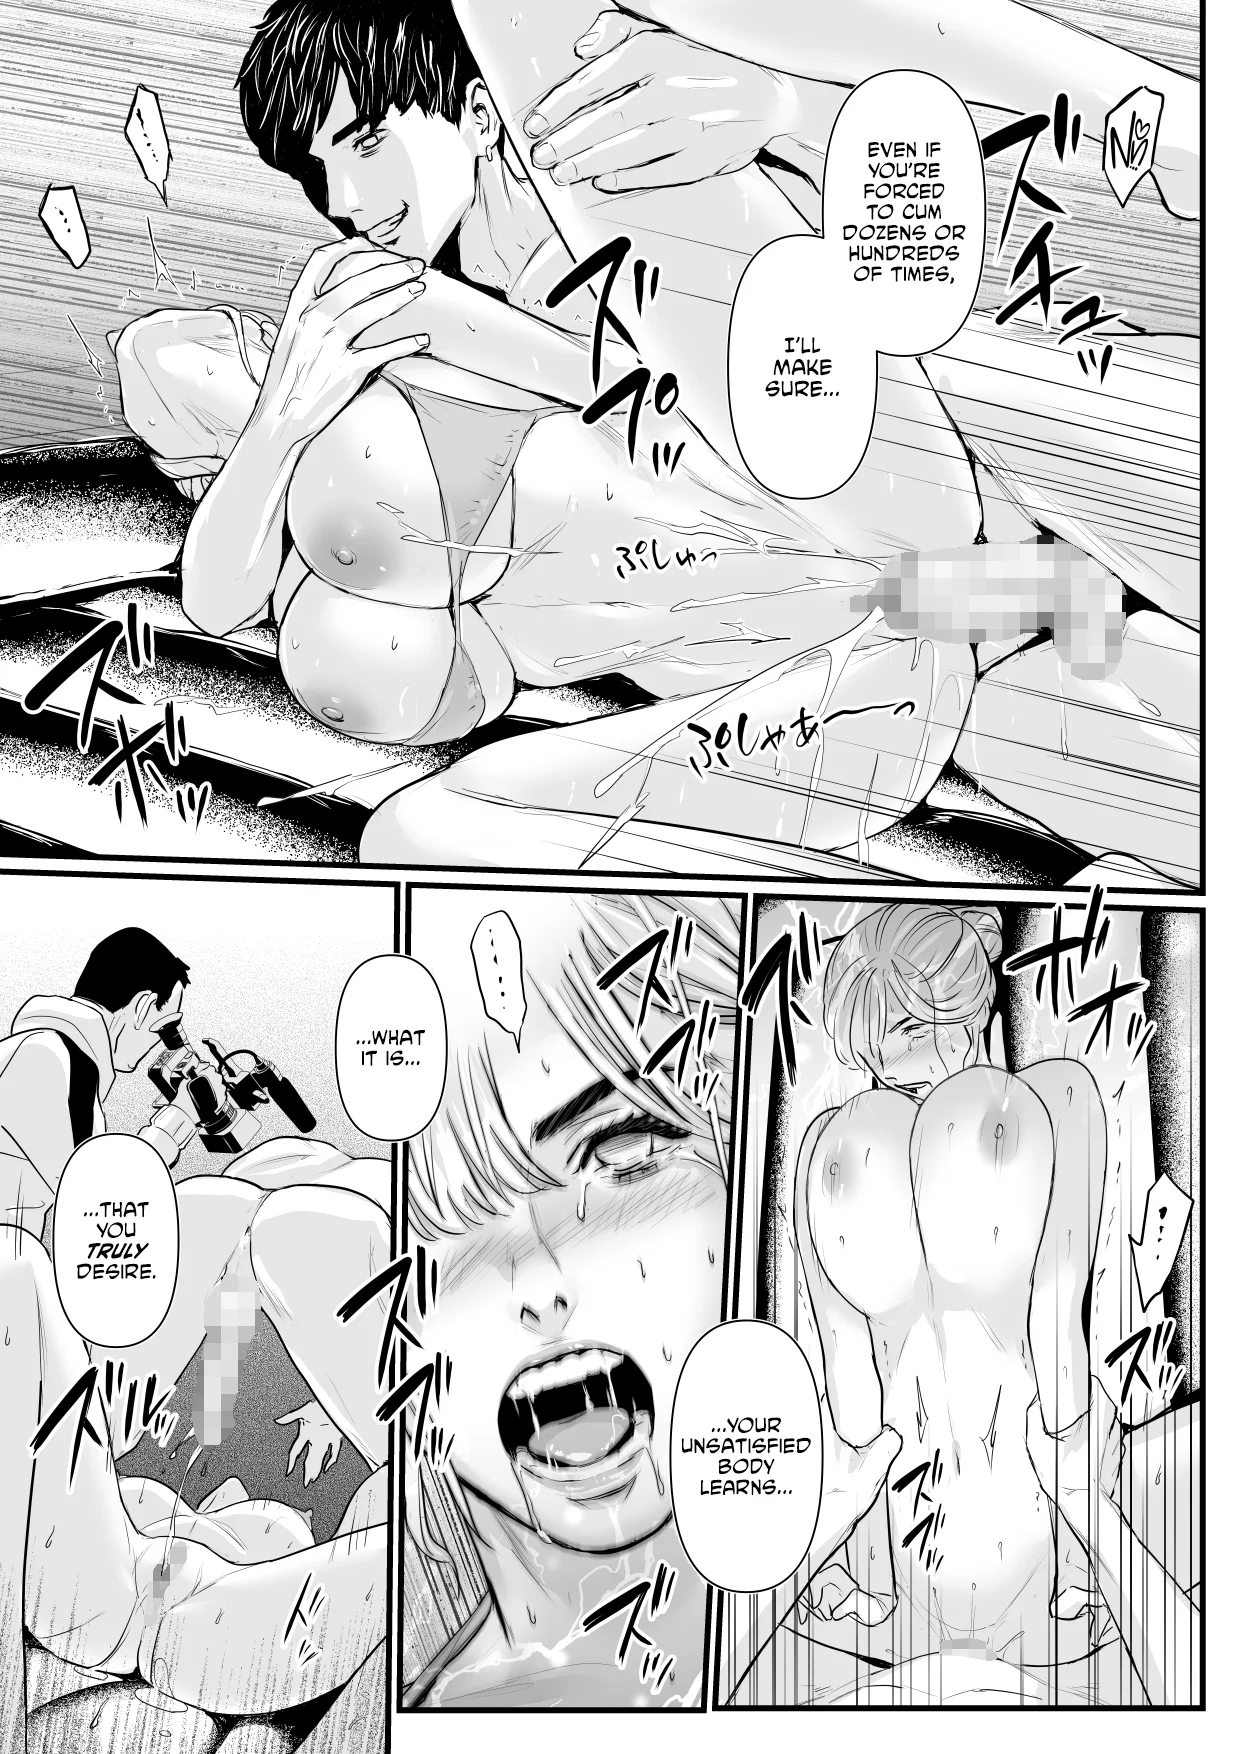 EVEN IF
YOU'RE
FORCED
TO CUM
DOZENS OR
HUNDREDS
OF TIMES,
I'LL
MAKE
SURE...
ぷしゅっ
ぷしゃあ～っ
...YOUR
UNSATISFIED
BODY
LEARNS...
...WHAT
IT IS...
...THAT
YOU
TRULY
DESIRE.